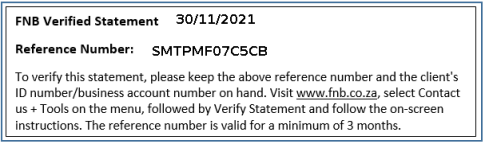 FNB Verified Statement 30/11/2021
Reference Number: SMTPMF07C5CB
To verify this statement, please keep the above reference number and the client's
ID number/business account number on hand. Visit www.fnb.co.za, select Contact
us + Tools on the menu, followed by Verify Statement and follow the on-screen
instructions. The reference number is valid for a minimum of 3 months.